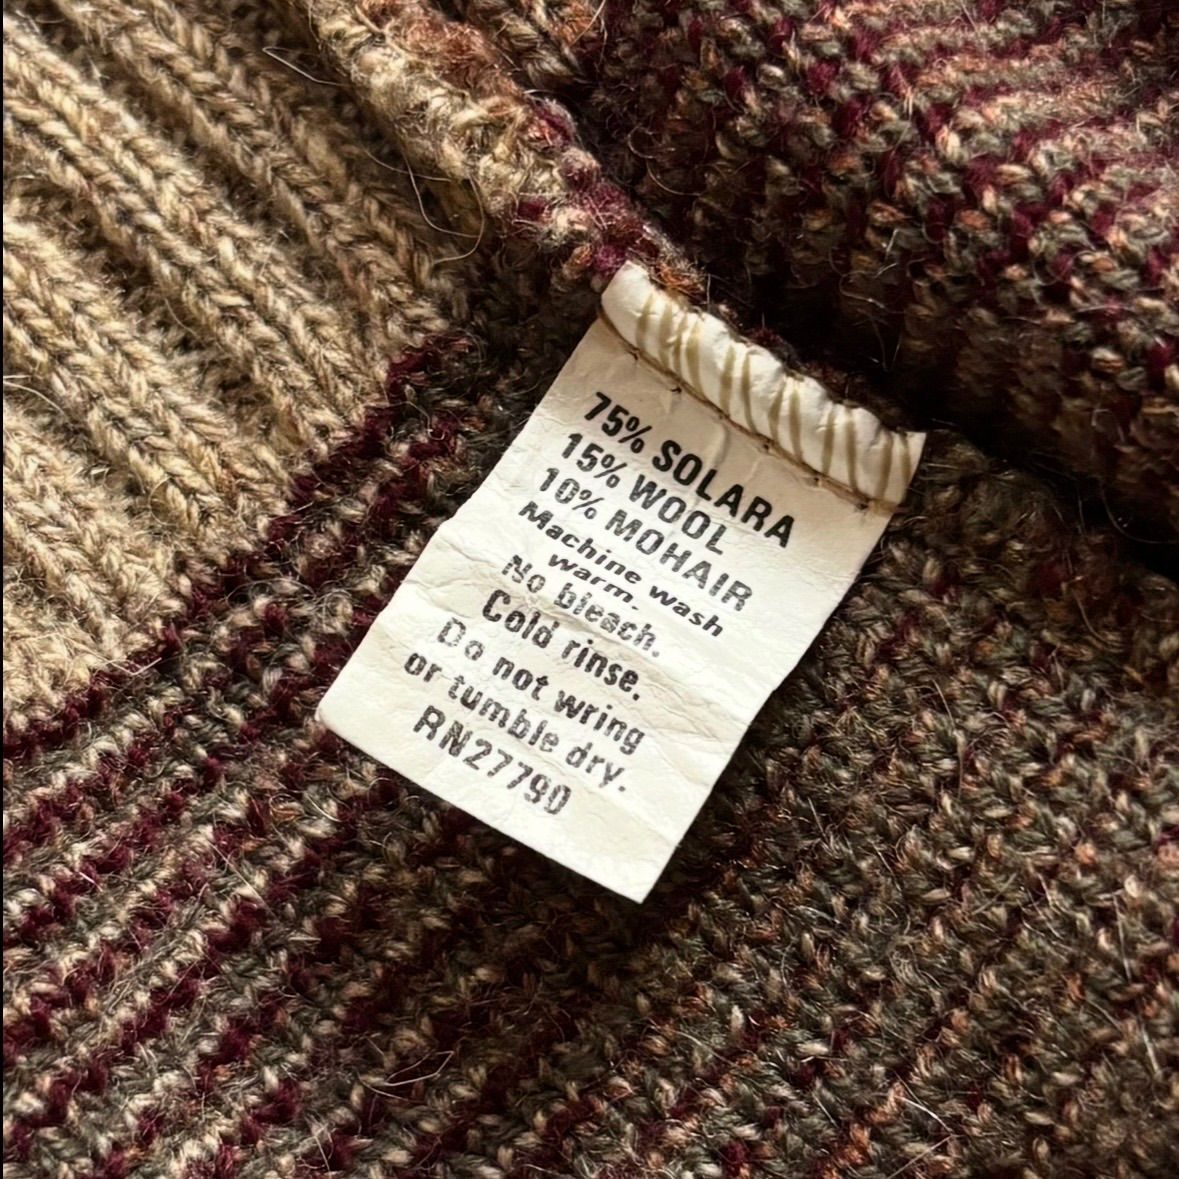 75% SOLARA
15% WOOL
10% MOHAIR
Machine wash
warm.
No bleach.
Cold rinse.
Do not wring
or tumble dry.
RN27790